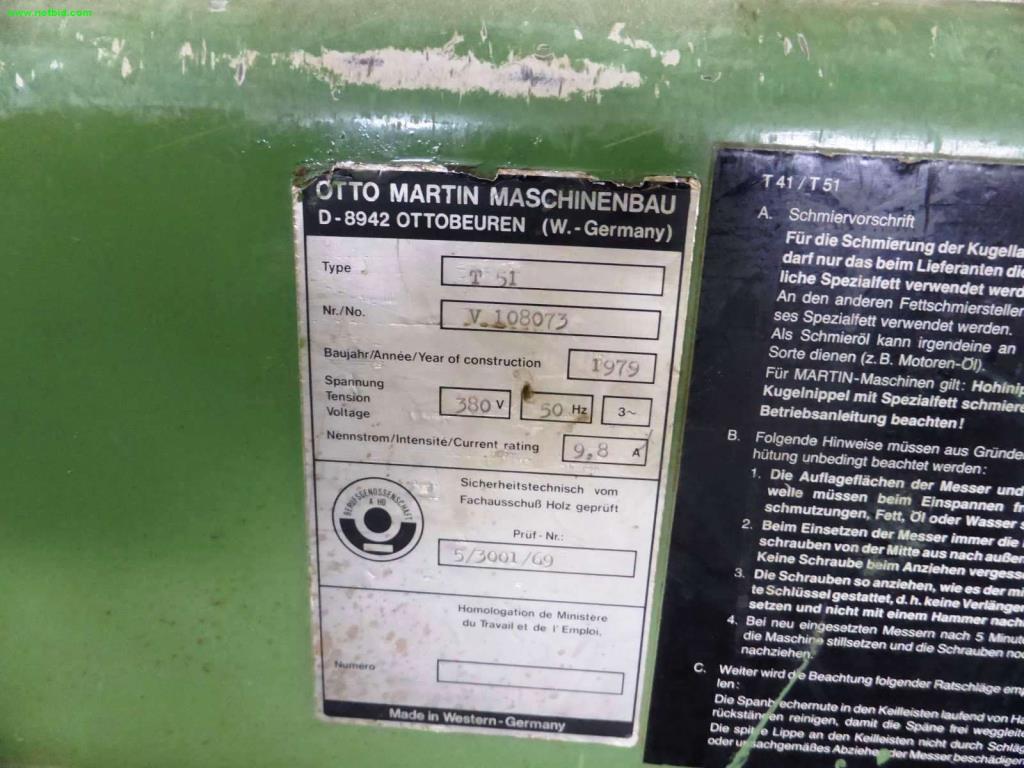 www.netbid.com
OTTO MARTIN MASCHINENBAU
D-8942 OTTOBEUREN (W.-Germany)
Type T 51
Nr./No. V 108073
Baujahr/Année/Year of construction 1979
Spannung
Tension
Voltage 380 V 50 Hz 3~
Nennstrom/Intensité/Current rating 9,8 A
BERUFSGENOSSENSCHAFT
4 HO
Sicherheitstechnisch vom
Fachausschuß Holz geprüft
Prüf-Nr.:
5/3001/69
Homologation de Ministère
du Travail et de l' Emploi,
Numero
Made in Western-Germany
T 41 / T 51
A. Schmiervorschrift
Für die Schmierung der Kugella
darf nur das beim Lieferanten die
liche Spezialfett verwendet werd
An den anderen Fettschmiersteller
ses Spezialfett verwendet werden.
Als Schmieröl kann irgendeine an
Sorte dienen (z.B. Motoren-Öl).
Für MARTIN-Maschinen gilt: Hohlnip
Kugelnippel mit Spezialfett schmiere
Betriebsanleitung beachten!
B. Folgende Hinweise müssen aus Gründen
hütung unbedingt beachtet werden:
1. Die Auflageflächen der Messer und
welle müssen beim Einspannen fr
schmutzungen, Fett, Öl oder Wasser s
2. Beim Einsetzen der Messer immer die
schrauben von der Mitte aus nach außen
Keine Schraube beim Anziehen vergesse
3. Die Schrauben so anziehen, wie es der mi
te Schlüssel gestattet, d.h. keine Verlänger
setzen und nicht mit einem Hammer nach
4. Bei neu eingesetzten Messern nach 5 Minut
die Maschine stillsetzen und die Schrauben no
nachziehen.
C. Weiter wird die Beachtung folgender Ratschläge emp
len:
Die Spanbrechernute in den Keilleisten laufend von Ha
rückständen reinigen, damit die Späne frei weggleite
Die spitze Lippe an den Keilleisten nicht durch Schläg
oder unsachgemäßes Abziehen der Messer beschädigen